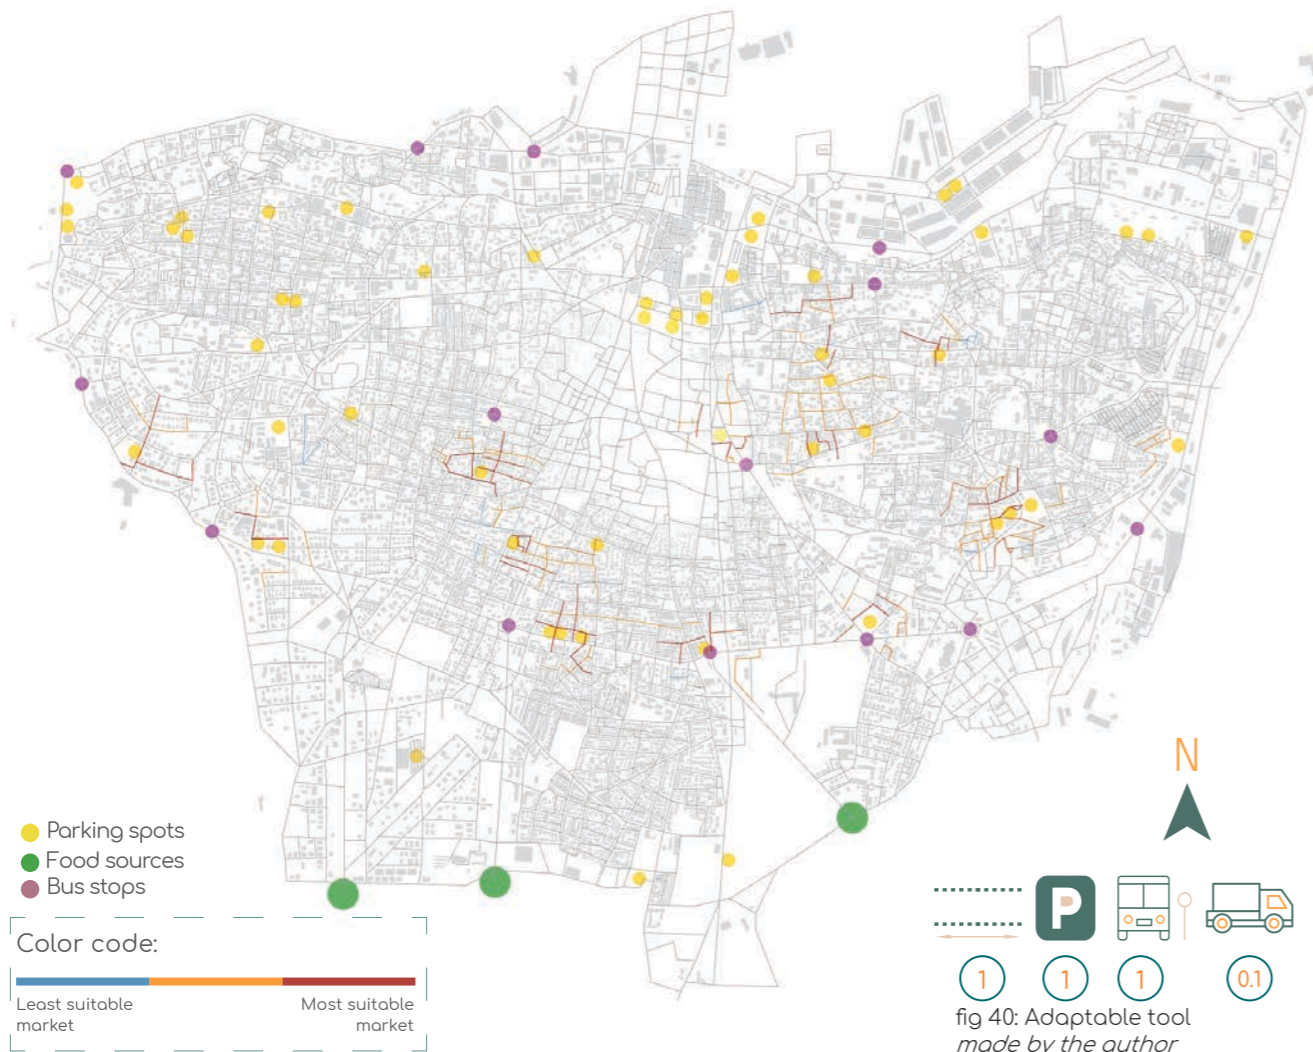 Parking spots
Food sources
Bus stops
Color code:
Least suitable
market
Most suitable
market
N
P
1
1
1
0.1
fig 40: Adaptable tool
made by the author